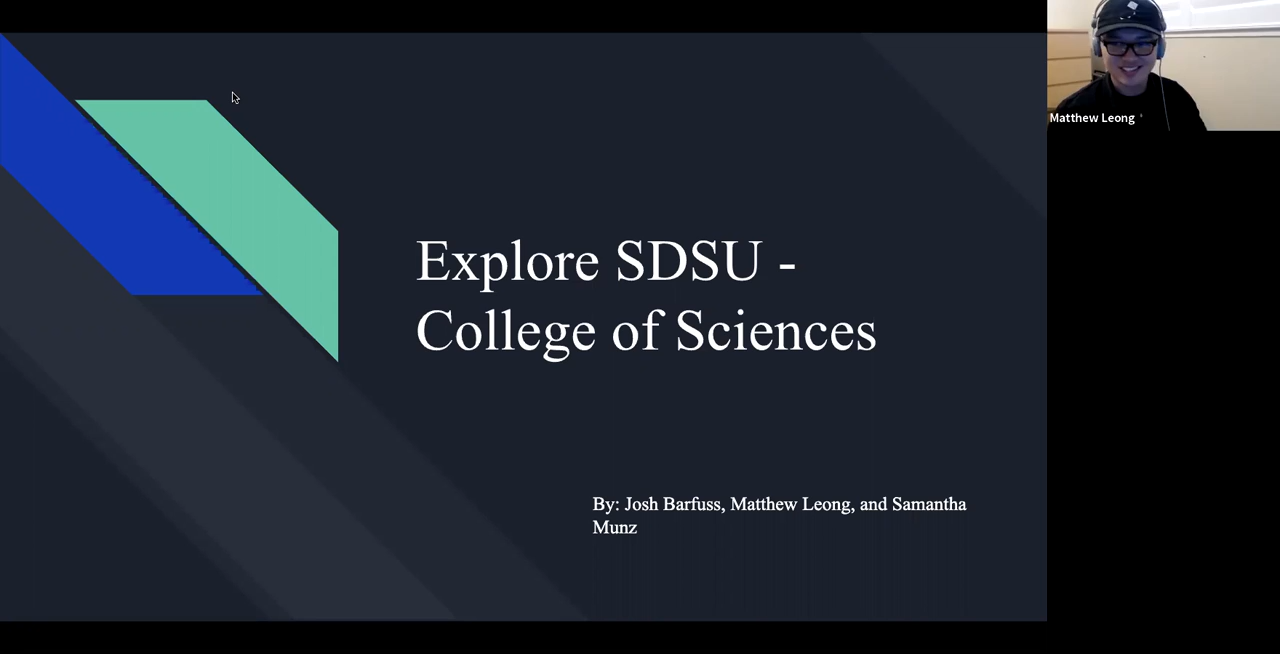 Explore SDSU -
College of Sciences
By: Josh Barfuss, Matthew Leong, and Samantha
Munz
Matthew Leong